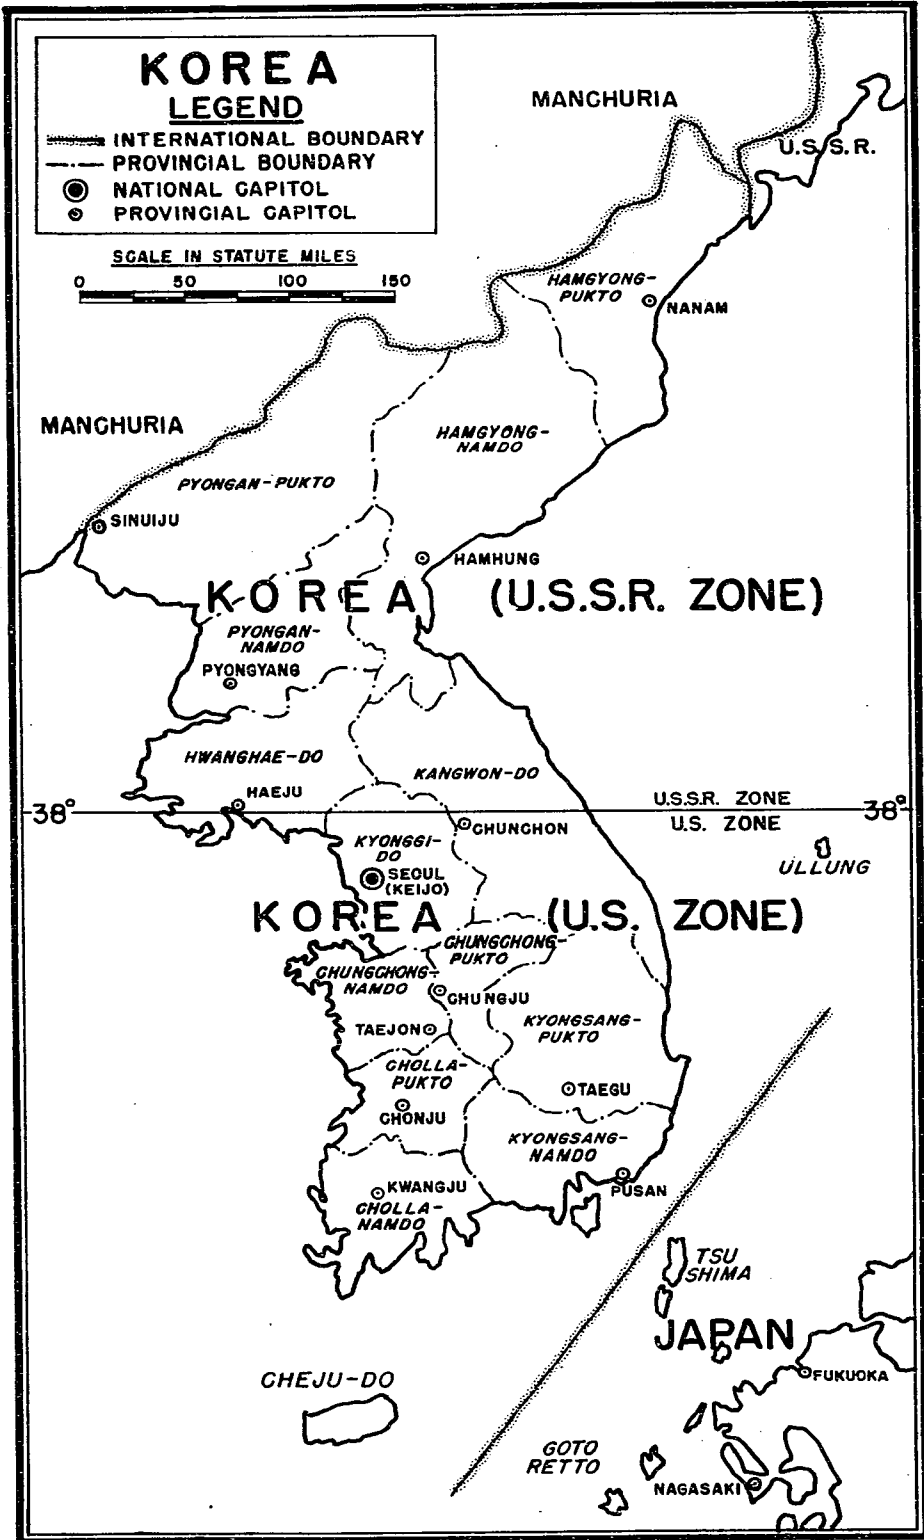 KOREA
LEGEND
INTERNATIONAL BOUNDARY
PROVINCIAL BOUNDARY
NATIONAL CAPITOL
PROVINCIAL CAPITOL
SCALE IN STATUTE MILES
0 50 100 150
MANCHURIA
U.S.S.R.
HAMGYONG-
PUKTO
NANAM
MANCHURIA
HAMGYONG-
NAMDO
PYONGAN-PUKTO
SINUIJU
HAMHUNG
KOREA (U.S.S.R. ZONE)
PYONGAN-
NAMDO
PYONGYANG
HWANGHAE-DO
KANGWON-DO
HAEJU
38° 38°
U.S.S.R. ZONE
U.S. ZONE
CHUNCHON
KYONGGI-
DO
ULLUNG
SEOUL
(KEIJO)
KOREA (U.S. ZONE)
CHUNGCHONG-
PUKTO
CHUNGCHONG-
NAMDO
CHUNGJU
KYONGSANG-
PUKTO
TAEJON
CHOLLA-
PUKTO
TAEGU
CHONJU
KYONGSANG-
NAMDO
PUSAN
KWANGJU
CHOLLA-
NAMDO
TSU
SHIMA
JAPAN
CHEJU-DO
FUKUOKA
GOTO
RETTO
NAGASAKI